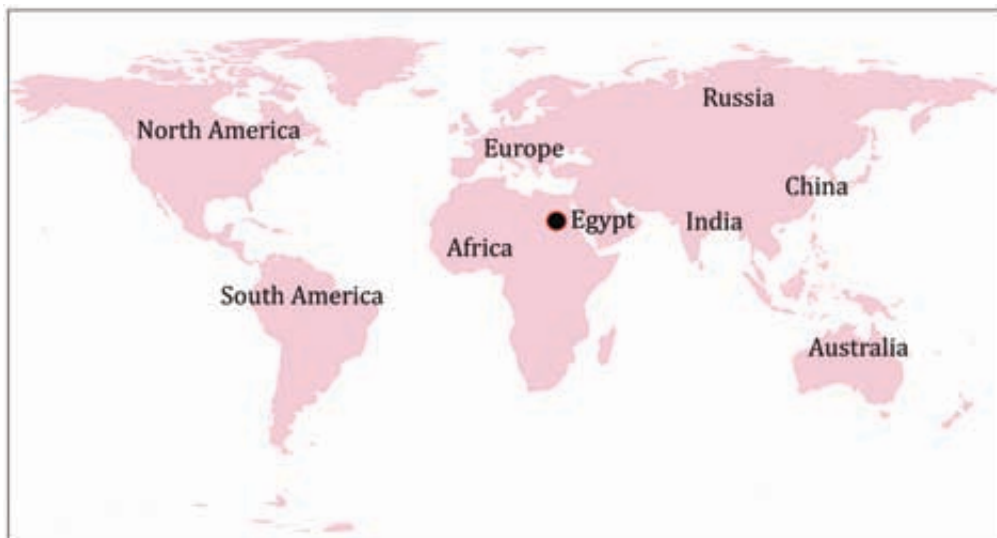 Russia
North America
Europe
China
Egypt
India
Africa
South America
Australia